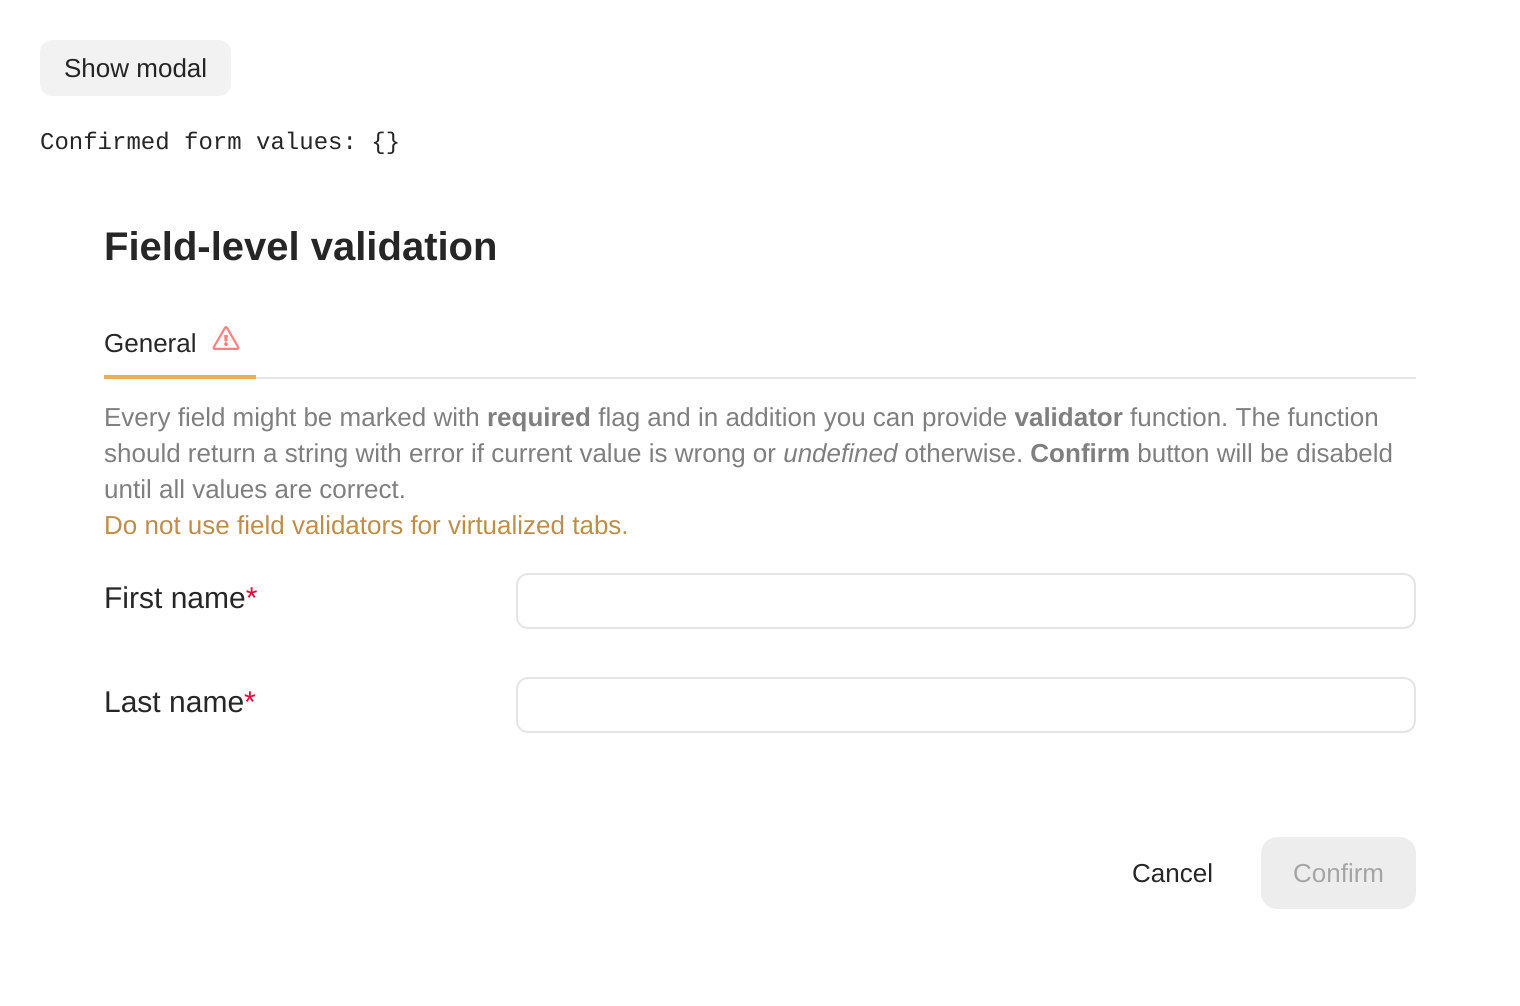 Show modal
Confirmed form values: {}
Field-level validation
General
Every field might be marked with required flag and in addition you can provide validator function. The function
should return a string with error if current value is wrong or undefined otherwise. Confirm button will be disabeld
until all values are correct.
Do not use field validators for virtualized tabs.
First name*
Last name*
Cancel
Confirm